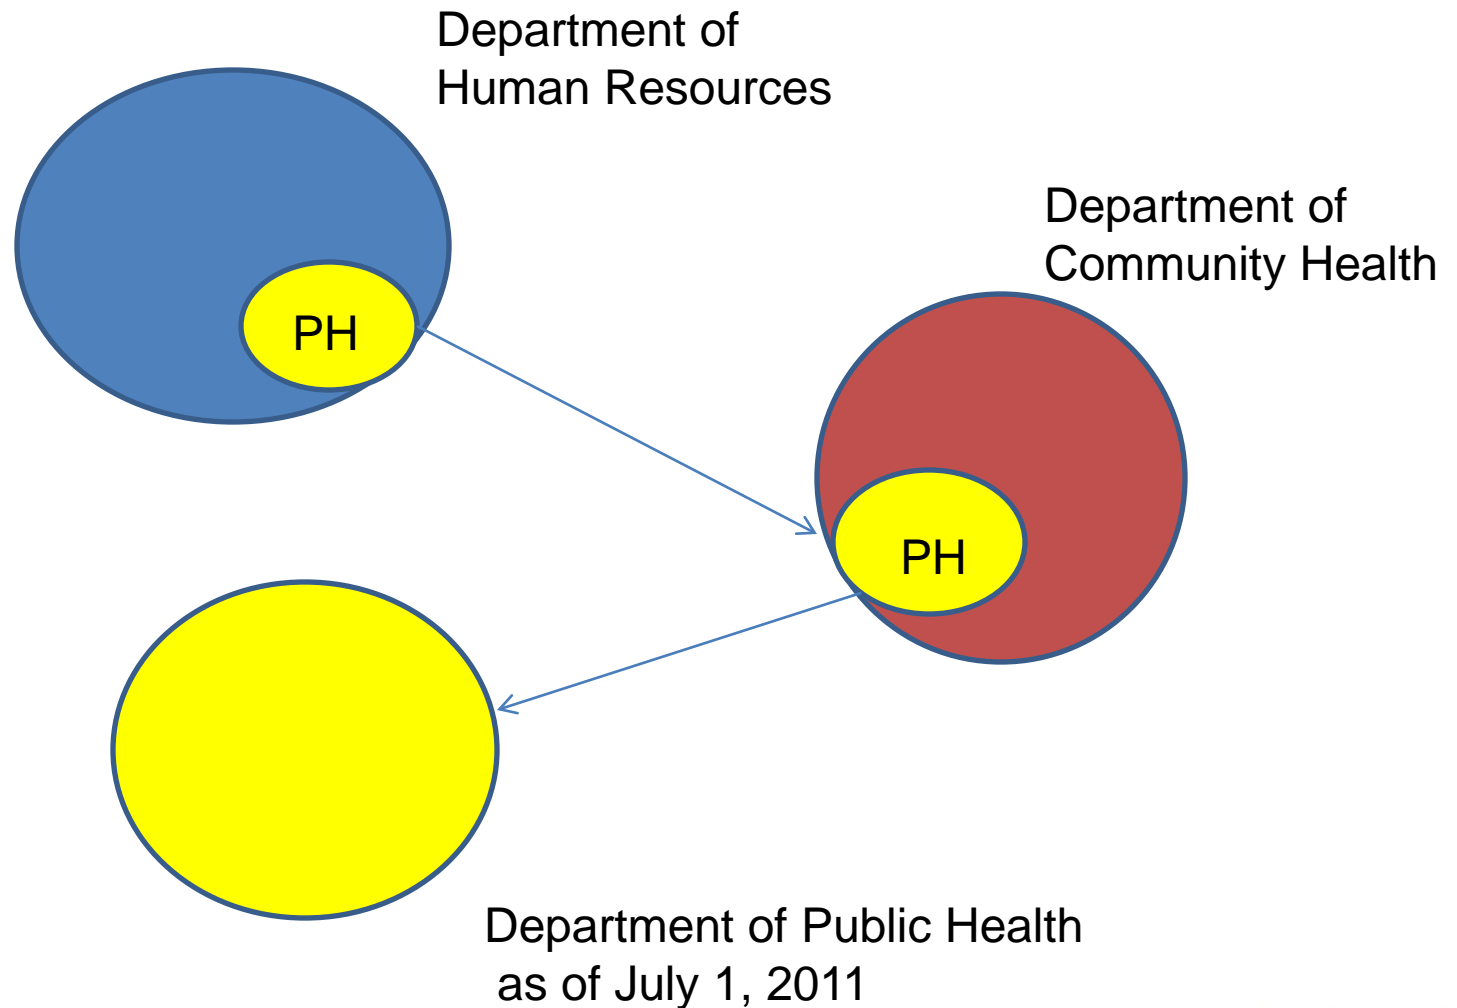 Department of
Human Resources
Department of
Community Health
PH
PH
Department of Public Health
as of July 1, 2011